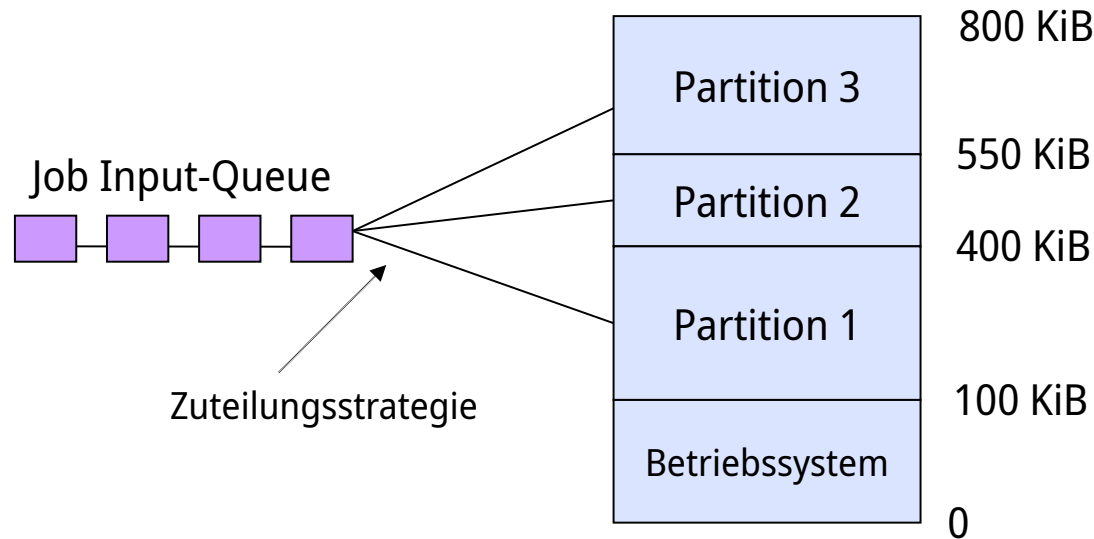 800 KiB
Partition 3
550 KiB
Job Input-Queue
Partition 2
400 KiB
Partition 1
Zuteilungsstrategie
100 KiB
Betriebssystem
0